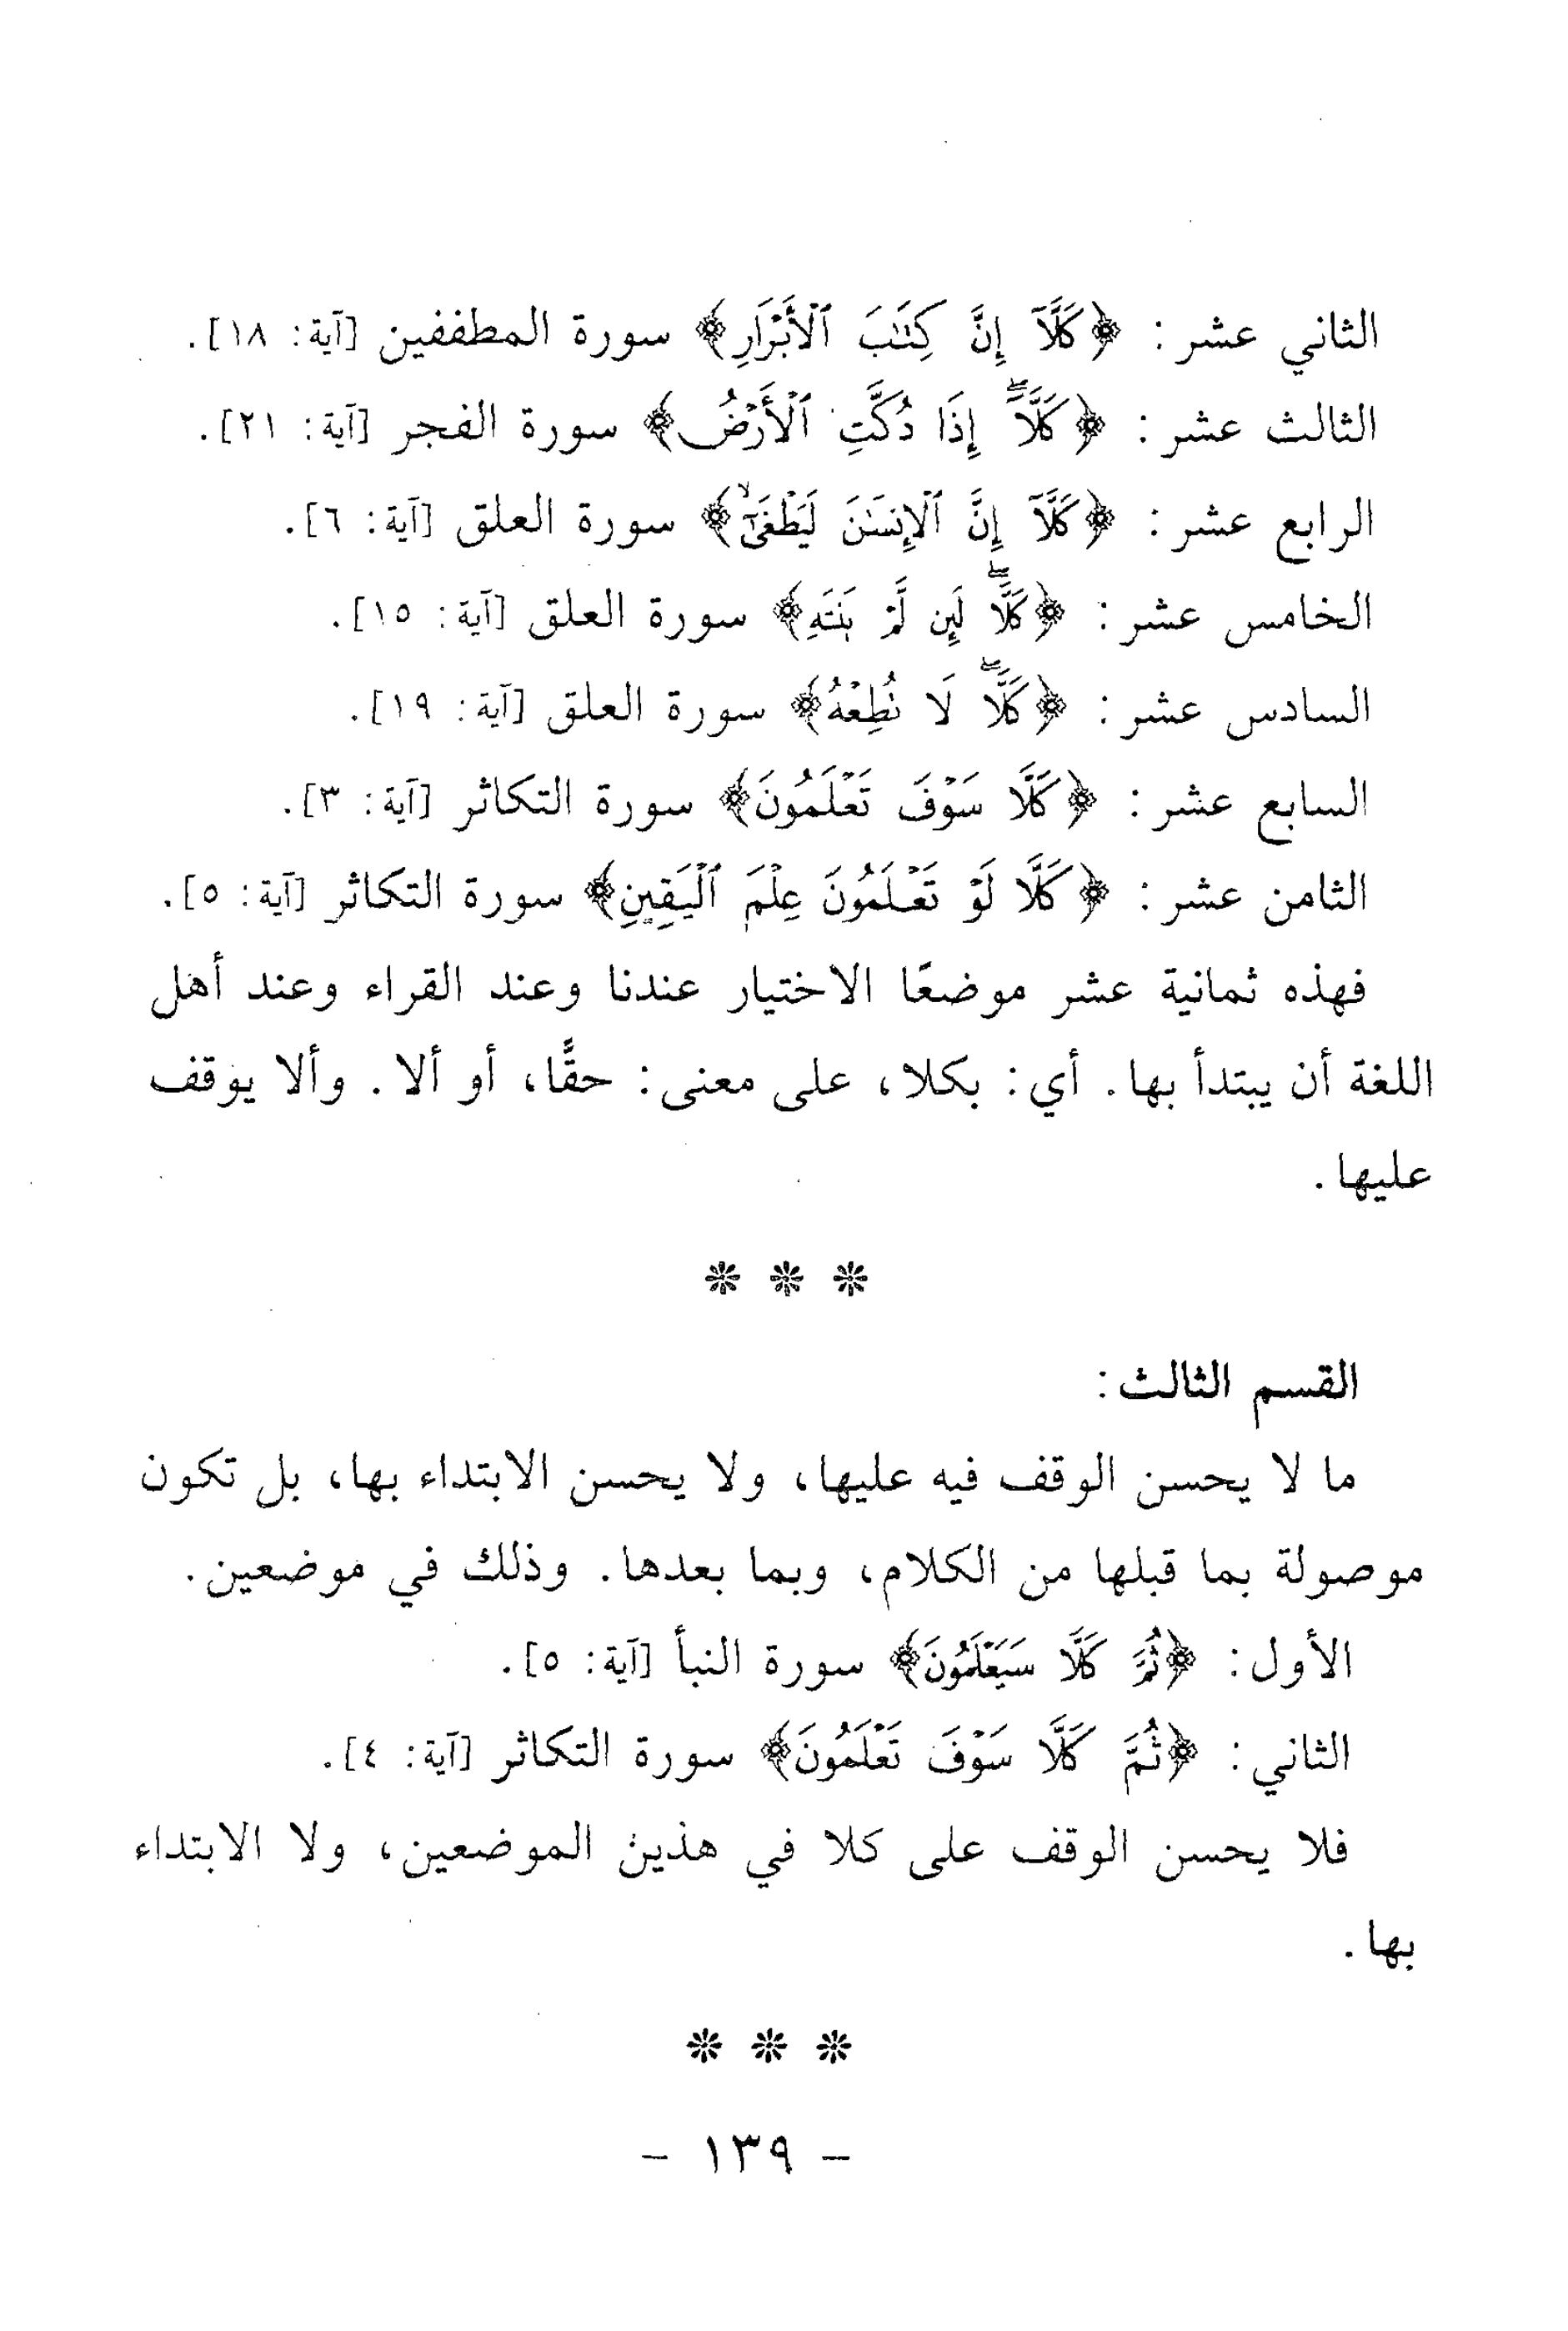 الثاني عشر: ﴿كَلَّآ إِنَّ كِتَٰبَ ٱلْأَبْرَارِ﴾ سورة المطففين [آية: ١٨].
الثالث عشر: ﴿كَلَّآۖ إِذَا دُكَّتِ ٱلْأَرْضُ﴾ سورة الفجر [آية: ٢١].
الرابع عشر: ﴿كَلَّآ إِنَّ ٱلْإِنسَٰنَ لَيَطْغَىٰٓۙ﴾ سورة العلق [آية: ٦].
الخامس عشر: ﴿كَلَّاۖ لَئِن لَّمْ يَنتَهِ﴾ سورة العلق [آية: ١٥].
السادس عشر: ﴿كَلَّاۖ لَا تُطِعْهُ﴾ سورة العلق [آية: ١٩].
السابع عشر: ﴿كَلَّا سَوْفَ تَعْلَمُونَ﴾ سورة التكاثر [آية: ٣].
الثامن عشر: ﴿كَلَّا لَوْ تَعْلَمُونَ عِلْمَ ٱلْيَقِينِ﴾ سورة التكاثر [آية: ٥].
فهذه ثمانية عشر موضعًا الاختيار عندنا وعند القراء وعند أهل
اللغة أن يبتدأ بها. أي: بكلا، على معنى: حقًّا، أو ألا. وألا يوقف
عليها.
* * *
القسم الثالث:
ما لا يحسن الوقف فيه عليها، ولا يحسن الابتداء بها، بل تكون
موصولة بما قبلها من الكلام، وبما بعدها. وذلك في موضعين.
الأول: ﴿ثُمَّ كَلَّا سَيَعْلَمُونَ﴾ سورة النبأ [آية: ٥].
الثاني: ﴿ثُمَّ كَلَّا سَوْفَ تَعْلَمُونَ﴾ سورة التكاثر [آية: ٤].
فلا يحسن الوقف على كلا في هذين الموضعين، ولا الابتداء
بها.
* * *
- ١٣٩ -